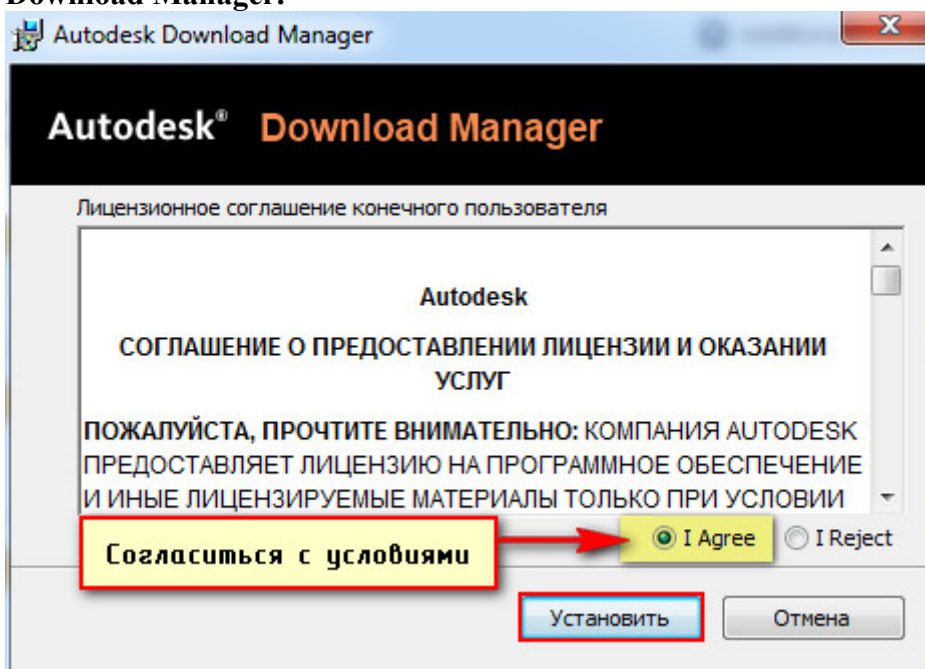 Download Manager.
Autodesk Download Manager
Autodesk® Download Manager
Лицензионное соглашение конечного пользователя
Autodesk
СОГЛАШЕНИЕ О ПРЕДОСТАВЛЕНИИ ЛИЦЕНЗИИ И ОКАЗАНИИ
УСЛУГ
ПОЖАЛУЙСТА, ПРОЧТИТЕ ВНИМАТЕЛЬНО: КОМПАНИЯ AUTODESK
ПРЕДОСТАВЛЯЕТ ЛИЦЕНЗИЮ НА ПРОГРАММНОЕ ОБЕСПЕЧЕНИЕ
И ИНЫЕ ЛИЦЕНЗИРУЕМЫЕ МАТЕРИАЛЫ ТОЛЬКО ПРИ УСЛОВИИ
Согласиться с условиями
I Agree I Reject
Установить Отмена